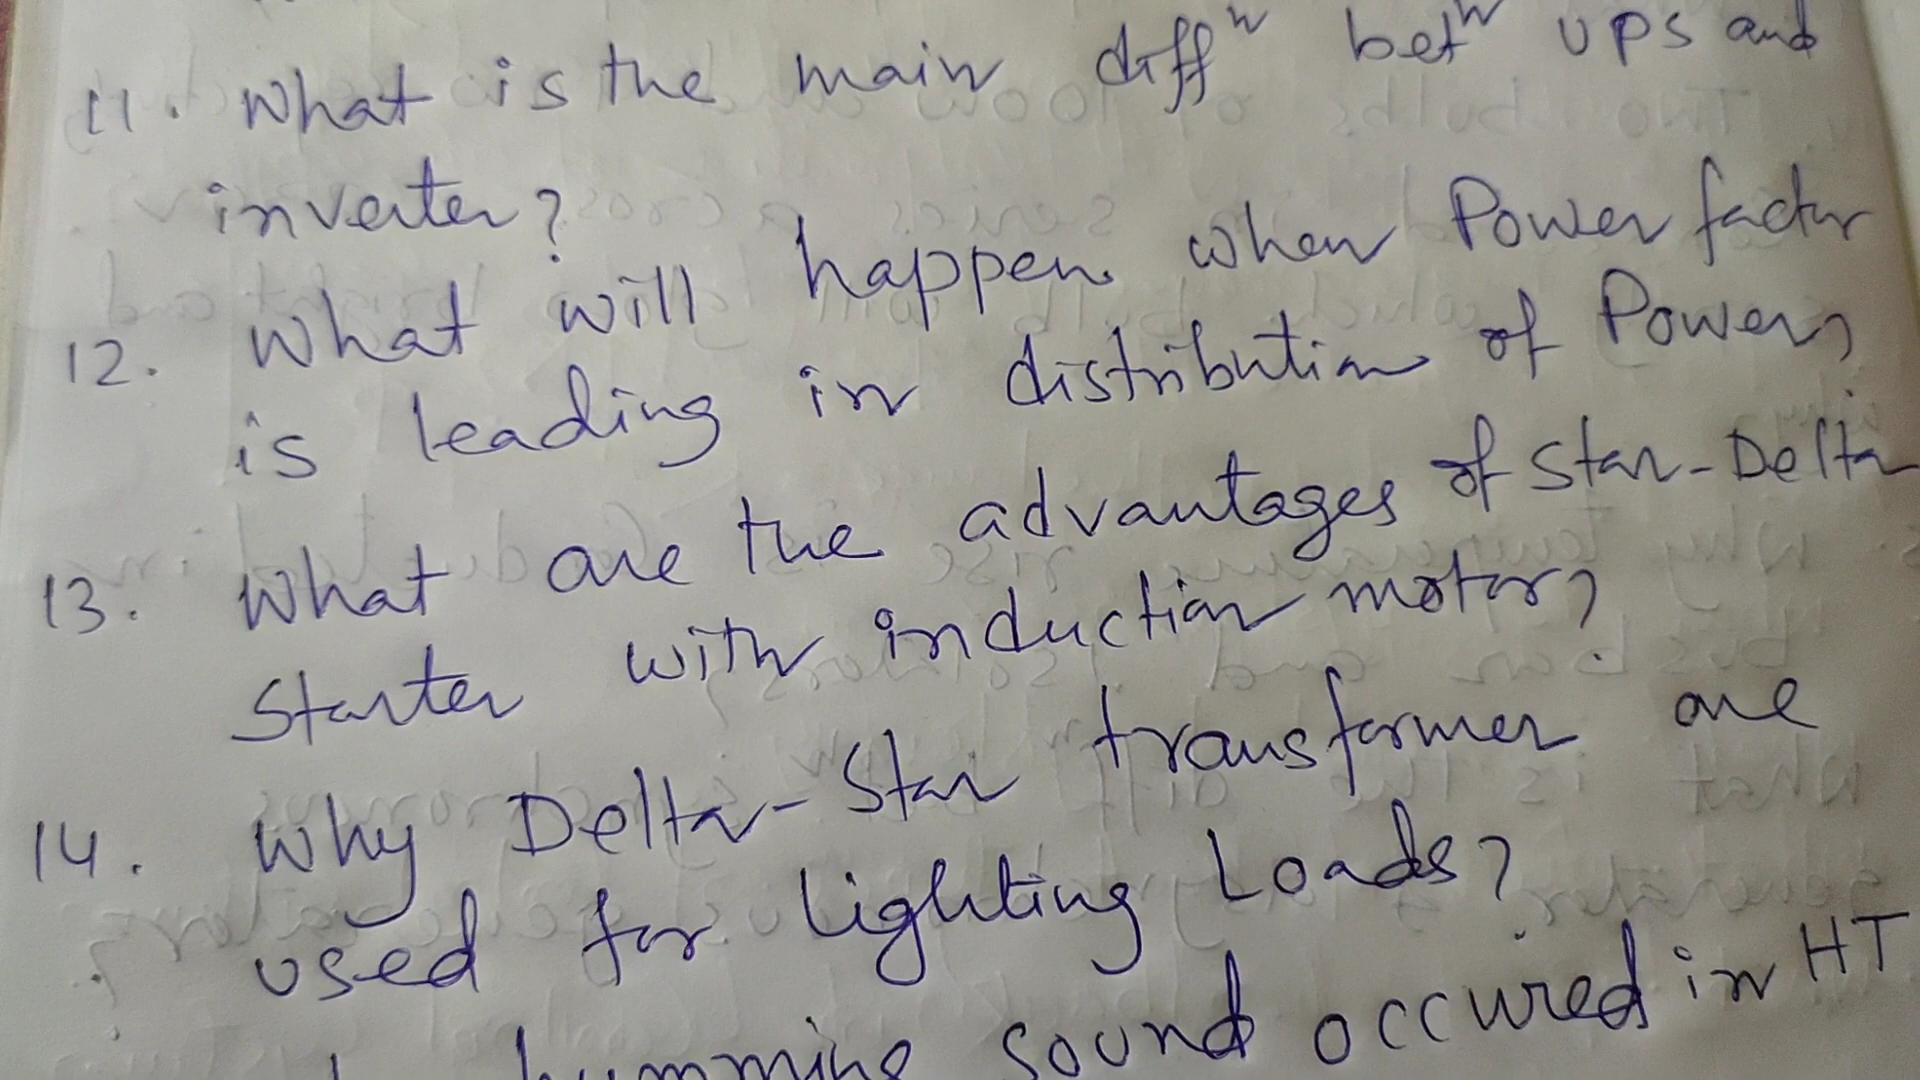 11. What is the main diffⁿ betⁿ UPS and
inverter?
12. What will happen when Power factor
is leading in distribution of Power?
13. What are the advantages of Star-Delta
Starter with induction motor?
14. Why Delta-Star transformer are
used for lighting Loads?
humming sound occured in HT